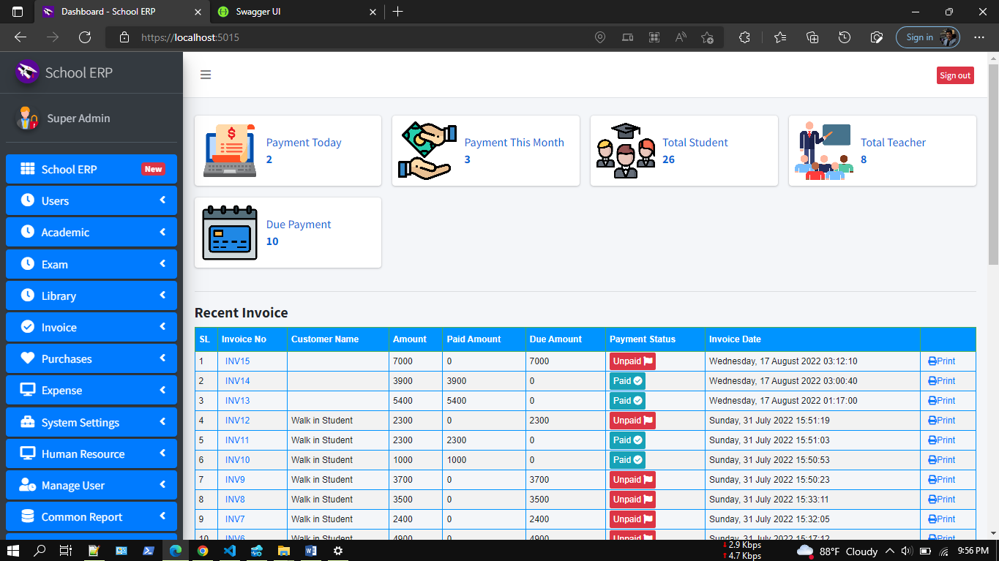 Dashboard - School ERP
Swagger UI
https://localhost:5015
Sign in
School ERP
Sign out
Super Admin
School ERP New
Users
Academic
Exam
Library
Invoice
Purchases
Expense
System Settings
Human Resource
Manage User
Common Report
Payment Today
2
Payment This Month
3
Total Student
26
Total Teacher
8
Due Payment
10
Recent Invoice
SL Invoice No Customer Name Amount Paid Amount Due Amount Payment Status Invoice Date
1 INV15 7000 0 7000 Unpaid Wednesday, 17 August 2022 03:12:10 Print
2 INV14 3900 3900 0 Paid Wednesday, 17 August 2022 03:00:40 Print
3 INV13 5400 5400 0 Paid Wednesday, 17 August 2022 01:17:00 Print
4 INV12 Walk in Student 2300 0 2300 Unpaid Sunday, 31 July 2022 15:51:19 Print
5 INV11 Walk in Student 2300 2300 0 Paid Sunday, 31 July 2022 15:51:03 Print
6 INV10 Walk in Student 1000 1000 0 Paid Sunday, 31 July 2022 15:50:53 Print
7 INV9 Walk in Student 3700 0 3700 Unpaid Sunday, 31 July 2022 15:50:23 Print
8 INV8 Walk in Student 3500 0 3500 Unpaid Sunday, 31 July 2022 15:33:11 Print
9 INV7 Walk in Student 2400 0 2400 Unpaid Sunday, 31 July 2022 15:32:05 Print
10 INV6 Walk in Student 4900 0 4900 Unpaid Sunday, 31 July 2022 15:17:12 Print
2.9 Kbps
4.7 Kbps
88°F Cloudy
9:56 PM